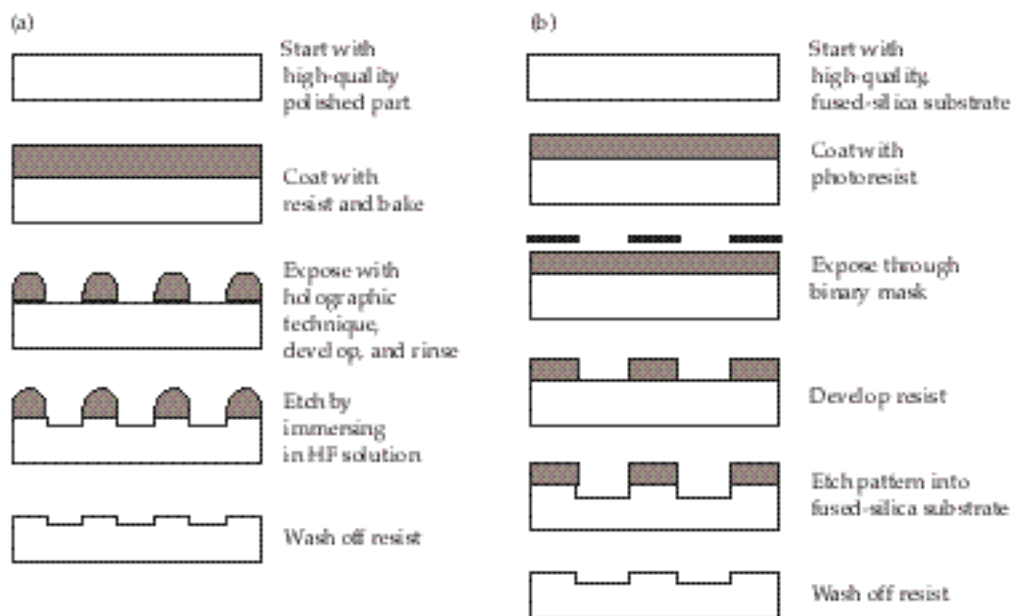 (a)
Start with
high-quality
polished part
Coat with
resist and bake
Expose with
holographic
technique,
develop, and rinse
Etch by
immersing
in HF solution
Wash off resist
(b)
Start with
high-quality,
fused-silica substrate
Coat with
photoresist
Expose through
binary mask
Develop resist
Etch pattern into
fused-silica substrate
Wash off resist